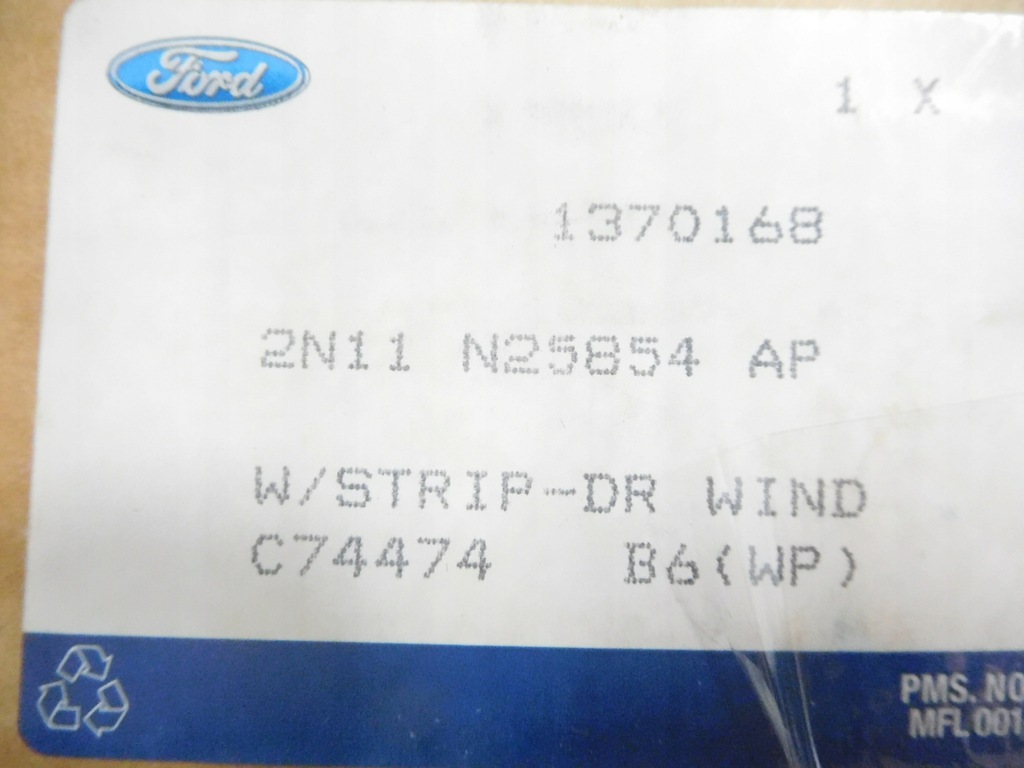 Ford
1 X
1370168
2N11 N25854 AP
W/STRIP-DR WIND
C74474 B6(WP)
PMS. NO
MFL 001